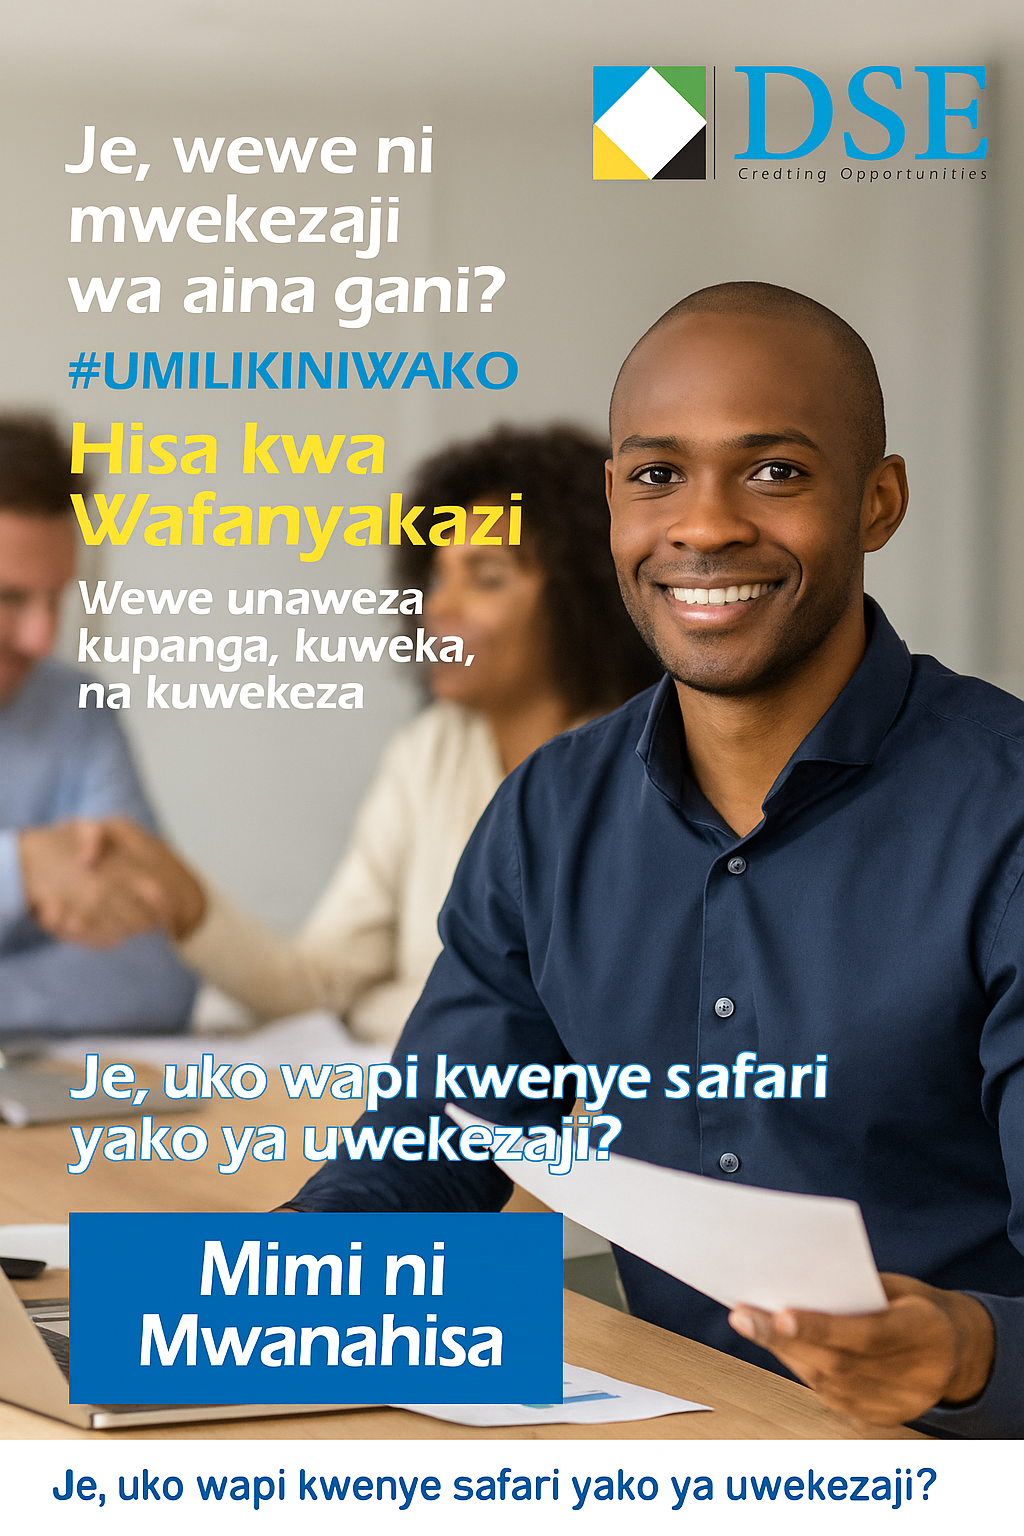 DSE
Credting Opportunities
Je, wewe ni
mwekezaji
wa aina gani?
#UMILIKINIWAKO
Hisa kwa
Wafanyakazi
Wewe unaweza
kupanga, kuweka,
na kuwekeza
Je, uko wapi kwenye safari
yako ya uwekezaji?
Mimi ni
Mwanahisa
Je, uko wapi kwenye safari yako ya uwekezaji?